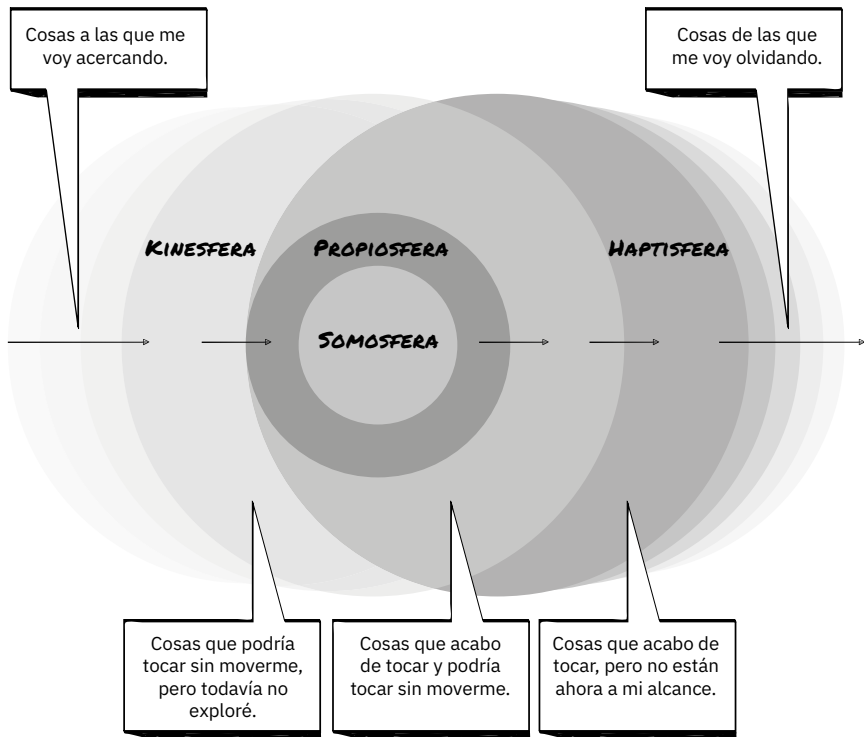 Cosas a las que me
voy acercando.
Cosas de las que
me voy olvidando.
KINESFERA
PROPIOSFERA
HAPTISFERA
SOMOSFERA
Cosas que podría
tocar sin moverme,
pero todavía no
exploré.
Cosas que acabo
de tocar y podría
tocar sin moverme.
Cosas que acabo de
tocar, pero no están
ahora a mi alcance.